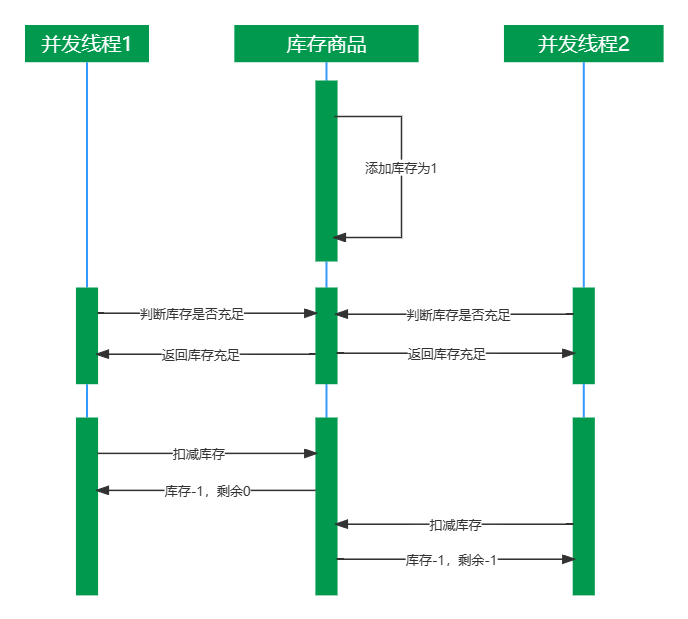 并发线程1
库存商品
并发线程2
添加库存为1
判断库存是否充足
判断库存是否充足
返回库存充足
返回库存充足
扣减库存
库存-1，剩余0
扣减库存
库存-1，剩余-1